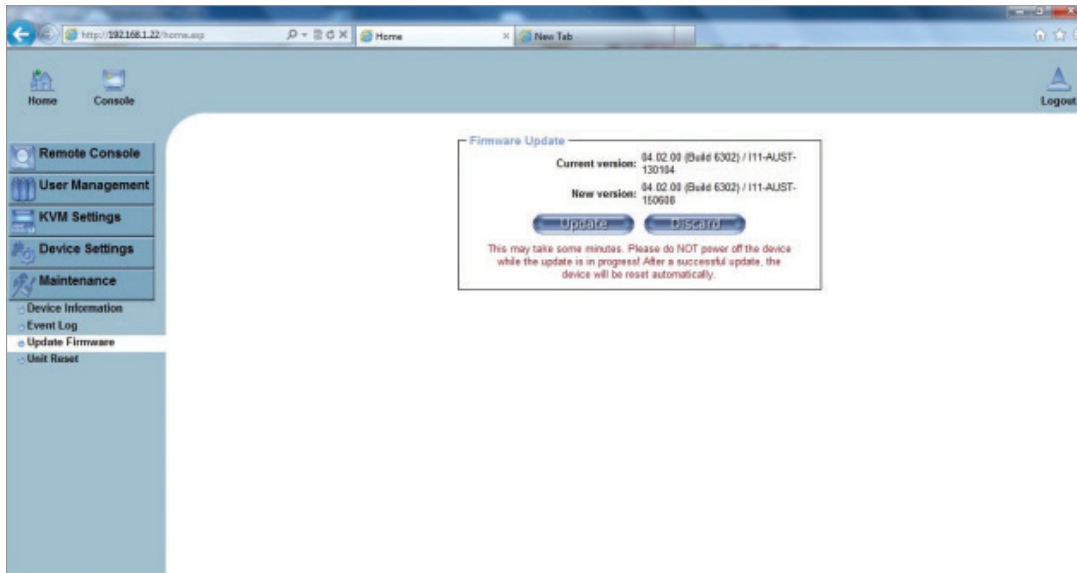 http://192.168.1.22/home.asp
Home
New Tab
Home
Console
Logout
Remote Console
User Management
KVM Settings
Device Settings
Maintenance
Device Information
Event Log
Update Firmware
Unit Reset
Firmware Update
Current version: 04.02.00 (Build 6302) / I11-AUST-
130104
New version: 04.02.00 (Build 6302) / I11-AUST-
150608
Update
Discard
This may take some minutes. Please do NOT power off the device
while the update is in progress! After a successful update, the
device will be reset automatically.